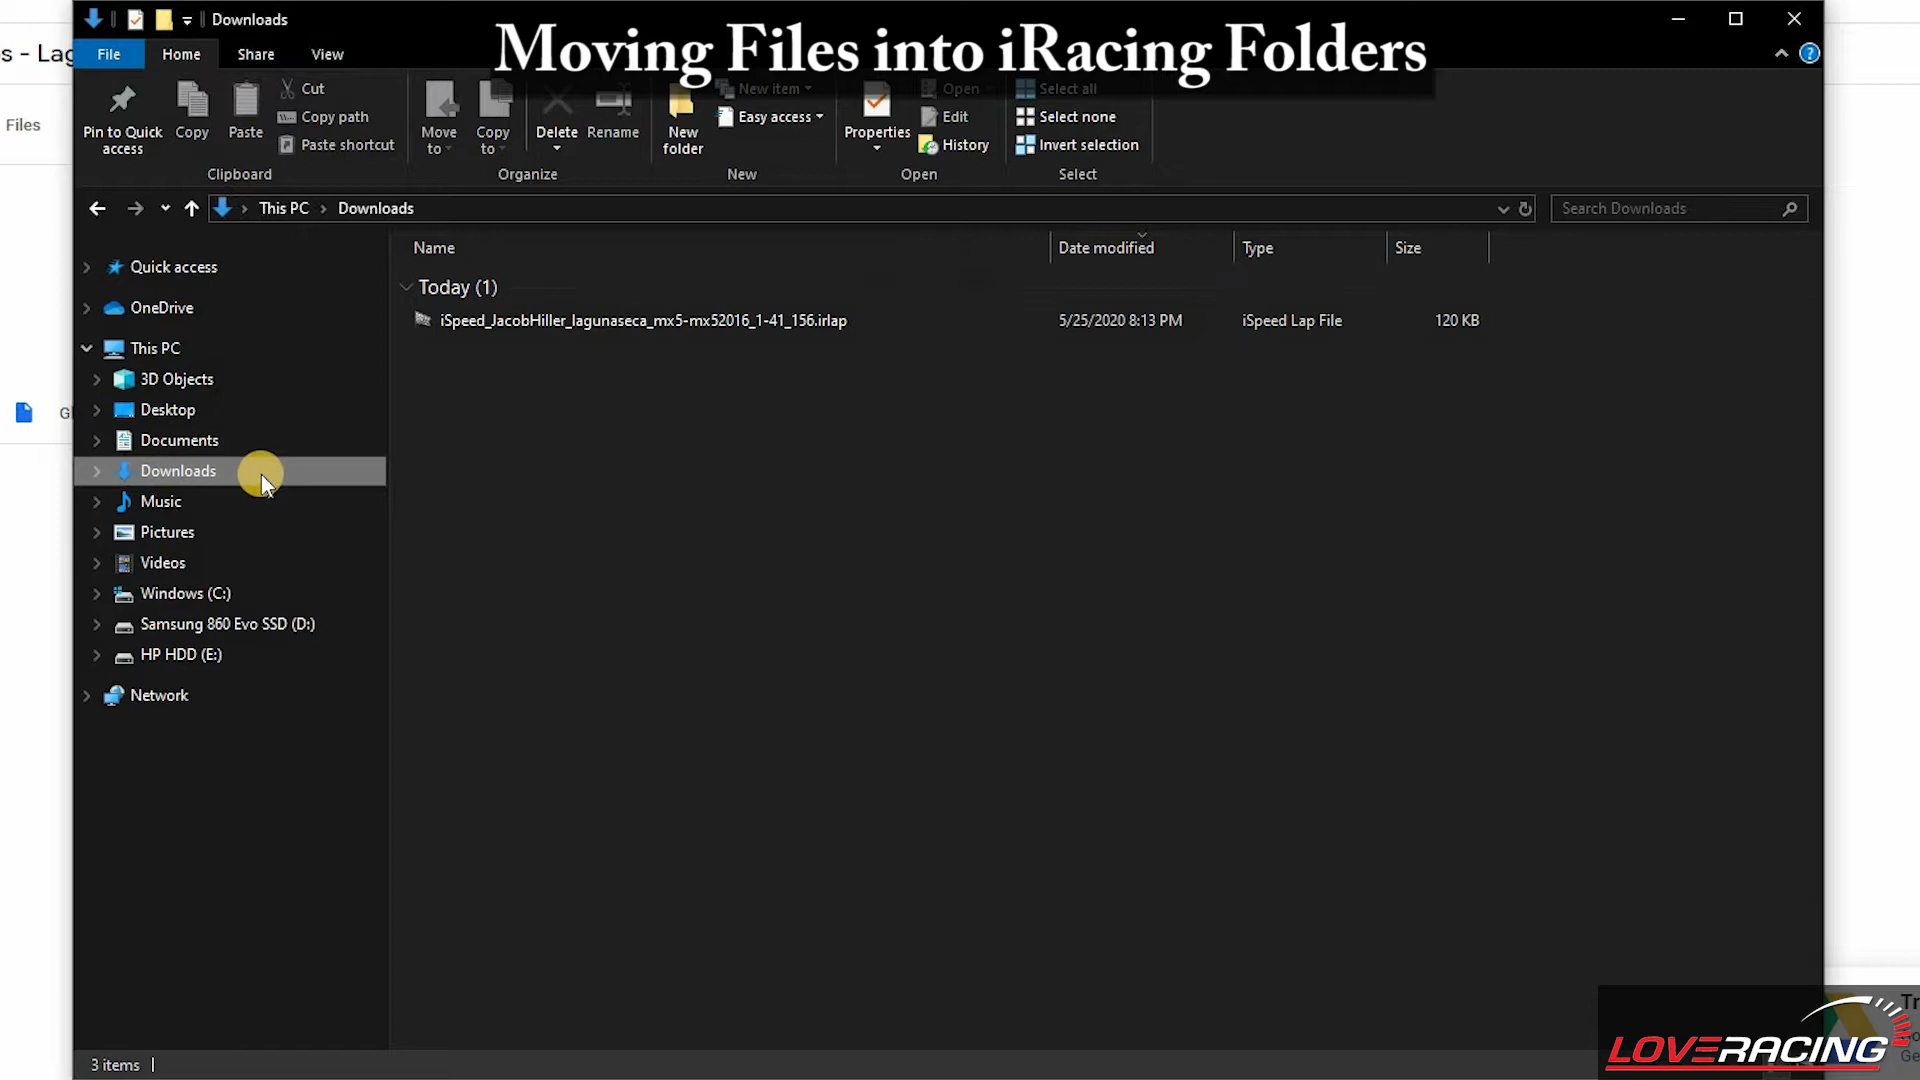 Downloads
Moving Files into iRacing Folders
s - Lag
File Home Share View
Files
Pin to Quick access
Copy
Paste
Cut
Copy path
Paste shortcut
Clipboard
Move to
Copy to
Delete
Rename
Organize
New folder
New item
Easy access
New
Properties
Open
Edit
History
Open
Select all
Select none
Invert selection
Select
This PC > Downloads
Search Downloads
Name Date modified Type Size
Today (1)
iSpeed_JacobHiller_lagunaseca_mx5-mx52016_1-41_156.irlap 5/25/2020 8:13 PM iSpeed Lap File 120 KB
Quick access
OneDrive
This PC
3D Objects
Desktop
Documents
Downloads
Music
Pictures
Videos
Windows (C:)
Samsung 860 Evo SSD (D:)
HP HDD (E:)
Network
3 items
LOVERACING